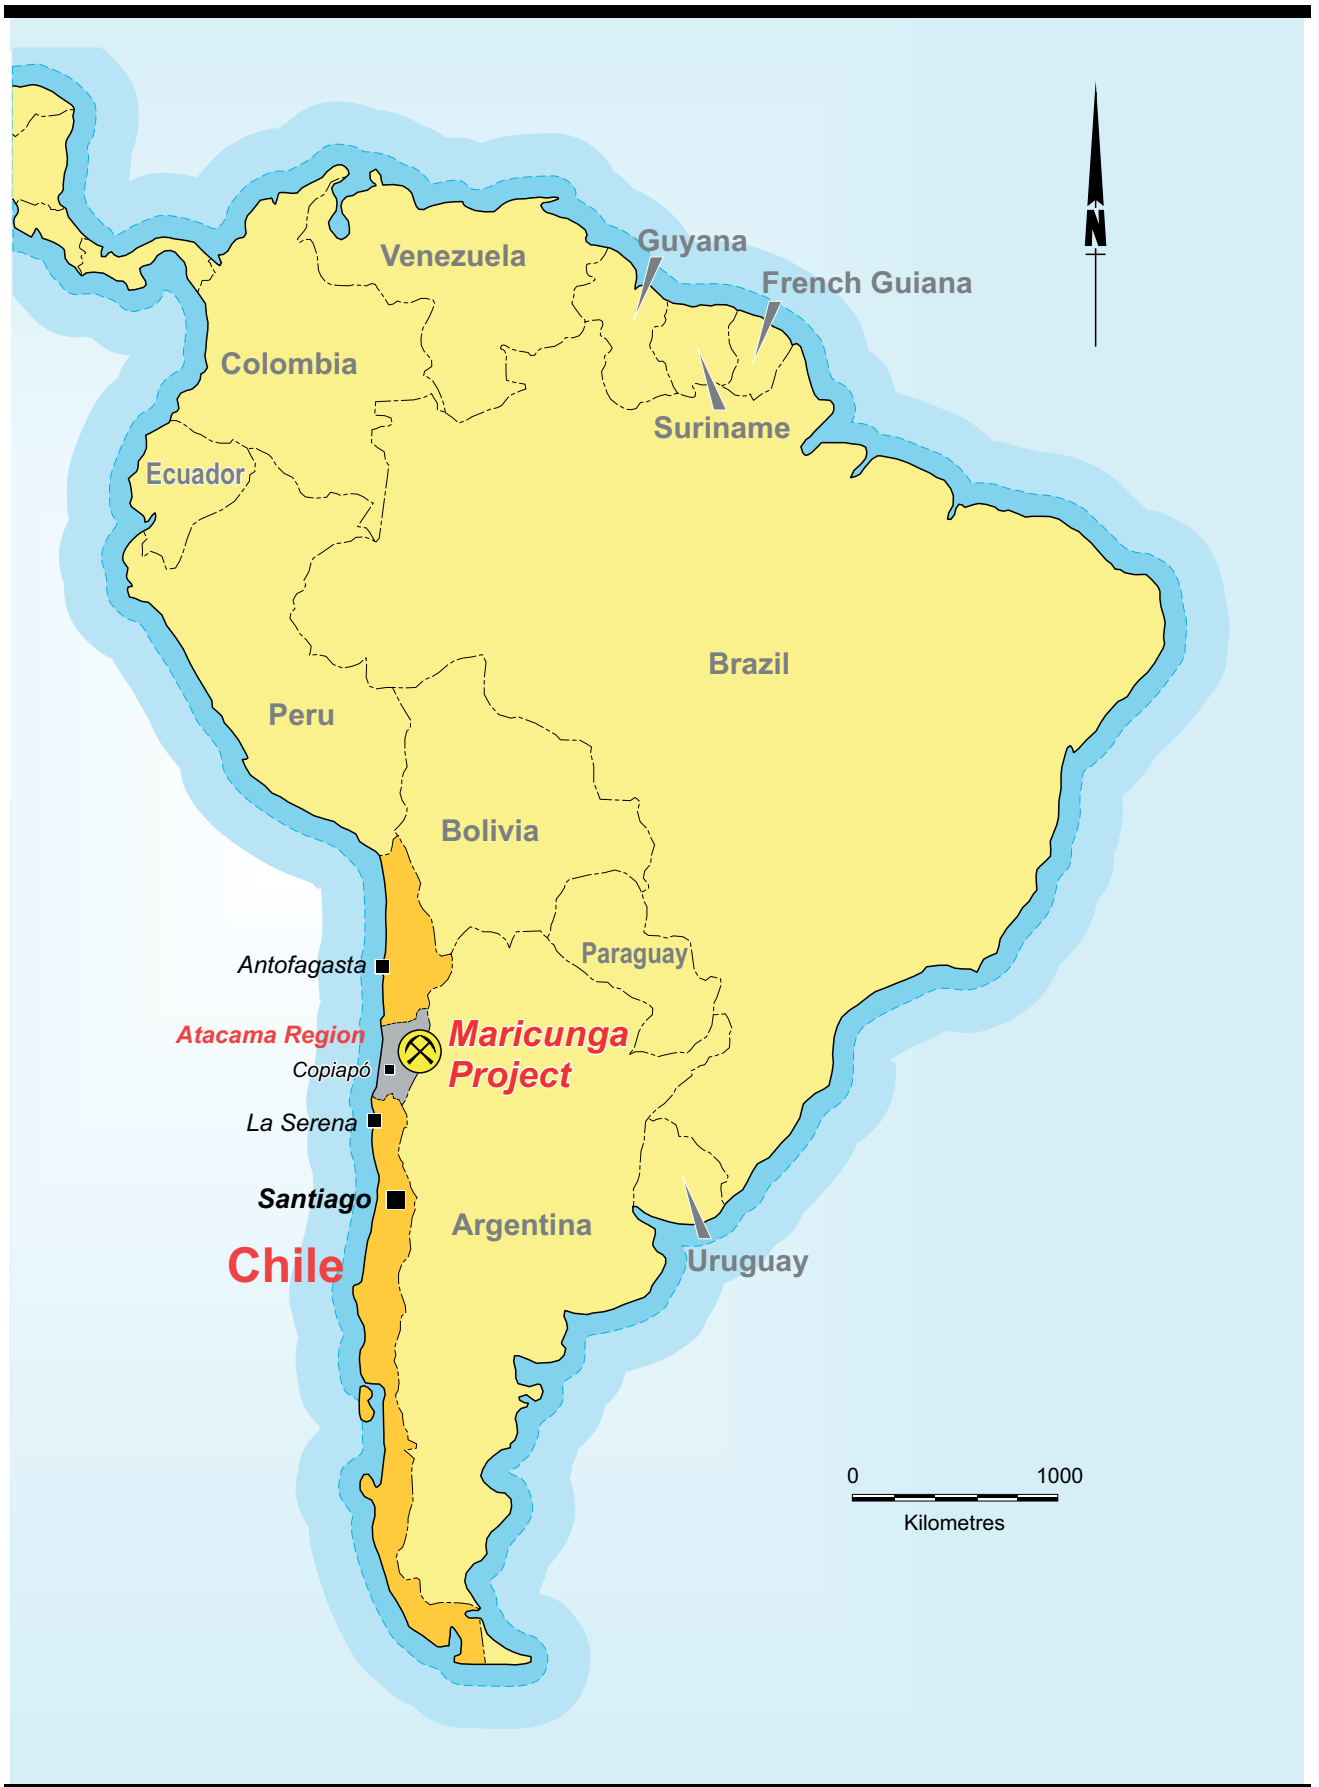 Guyana
Venezuela
French Guiana
N
Colombia
Suriname
Ecuador
Brazil
Peru
Bolivia
Paraguay
Antofagasta
Atacama Region
Maricunga
Project
Copiapó
La Serena
Santiago
Argentina
Chile
Uruguay
0 1000
Kilometres